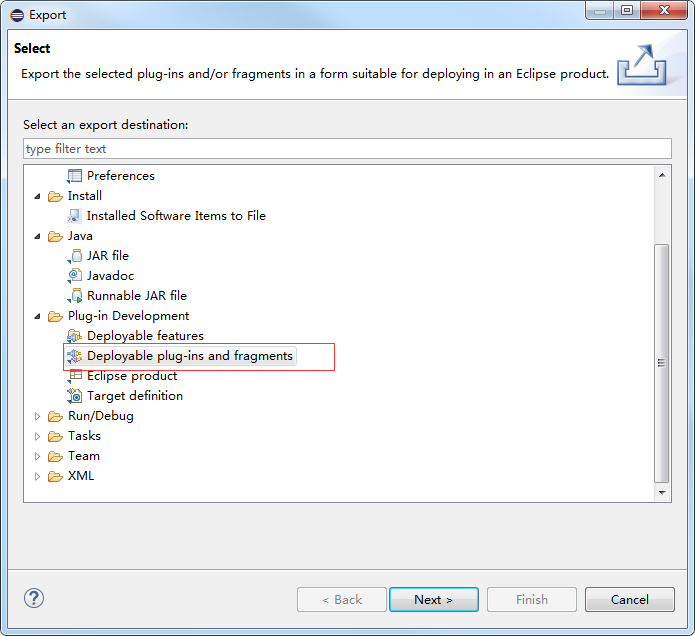 Export
Select
Export the selected plug-ins and/or fragments in a form suitable for deploying in an Eclipse product.
Select an export destination:
type filter text
Preferences
Install
Installed Software Items to File
Java
JAR file
Javadoc
Runnable JAR file
Plug-in Development
Deployable features
Deployable plug-ins and fragments
Eclipse product
Target definition
Run/Debug
Tasks
Team
XML
? < Back Next > Finish Cancel